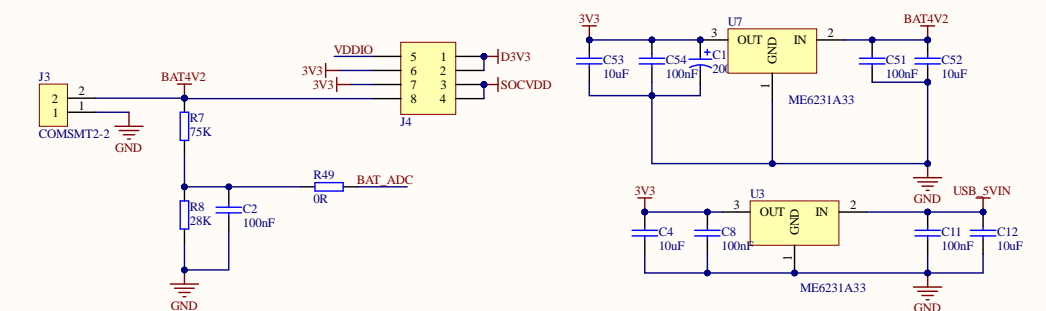 3V3
U7
BAT4V2
3
OUT
IN
2
GND
1
C53
10uF
C54
100nF
+
C51
100nF
C52
10uF
ME6231A33
GND
J3
2
1
2
1
COMSMT2-2
GND
BAT4V2
VDDIO
3V3
3V3
5
6
7
8
1
2
3
4
J4
D3V3
SOCVDD
R7
75K
R8
28K
C2
100nF
R49
0R
BAT_ADC
GND
3V3
U3
USB_5VIN
3
OUT
IN
2
GND
1
C4
10uF
C8
100nF
C11
100nF
C12
10uF
ME6231A33
GND